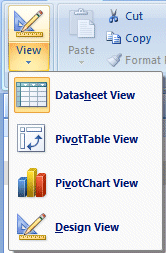 View
Paste
Cut
Copy
Format
Datasheet View
PivotTable View
PivotChart View
Design View